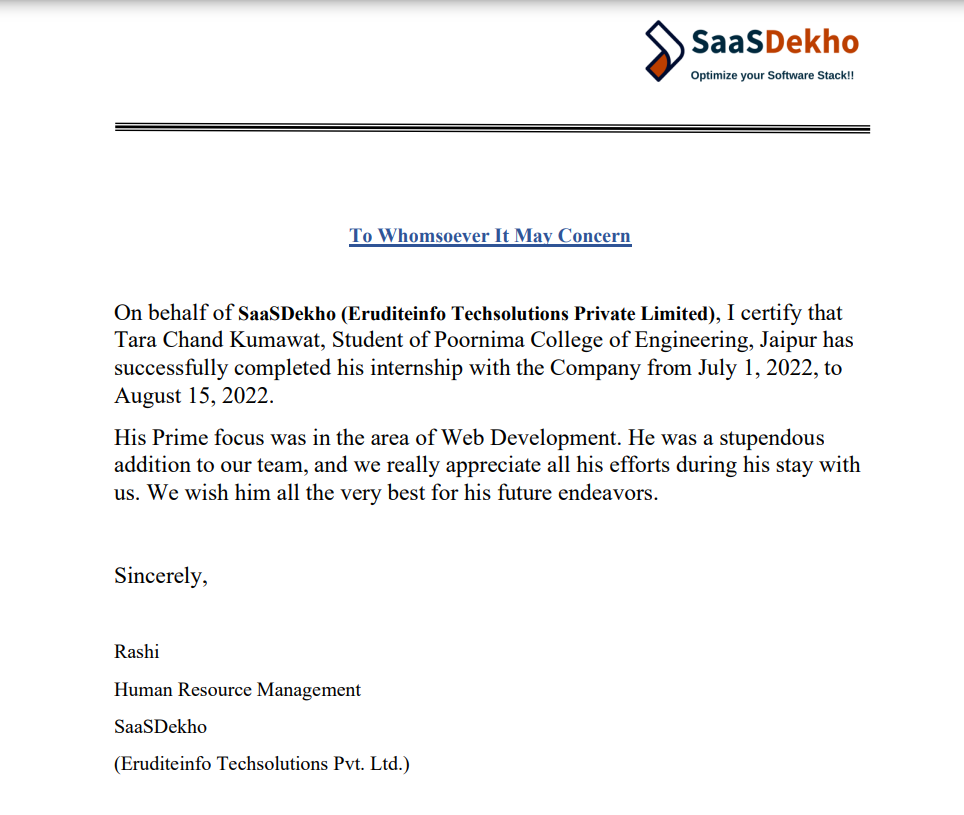 SaaSDekho
Optimize your Software Stack!!
To Whomsoever It May Concern
On behalf of SaaSDekho (Eruditeinfo Techsolutions Private Limited), I certify that
Tara Chand Kumawat, Student of Poornima College of Engineering, Jaipur has
successfully completed his internship with the Company from July 1, 2022, to
August 15, 2022.
His Prime focus was in the area of Web Development. He was a stupendous
addition to our team, and we really appreciate all his efforts during his stay with
us. We wish him all the very best for his future endeavors.
Sincerely,
Rashi
Human Resource Management
SaaSDekho
(Eruditeinfo Techsolutions Pvt. Ltd.)